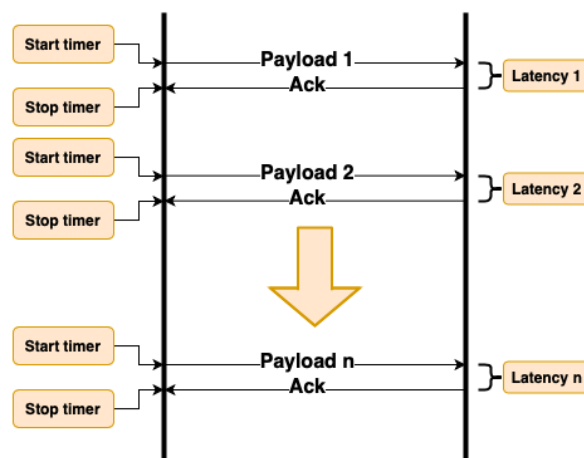 Start timer
Payload 1
Latency 1
Ack
Stop timer
Start timer
Payload 2
Latency 2
Ack
Stop timer
Start timer
Payload n
Latency n
Ack
Stop timer